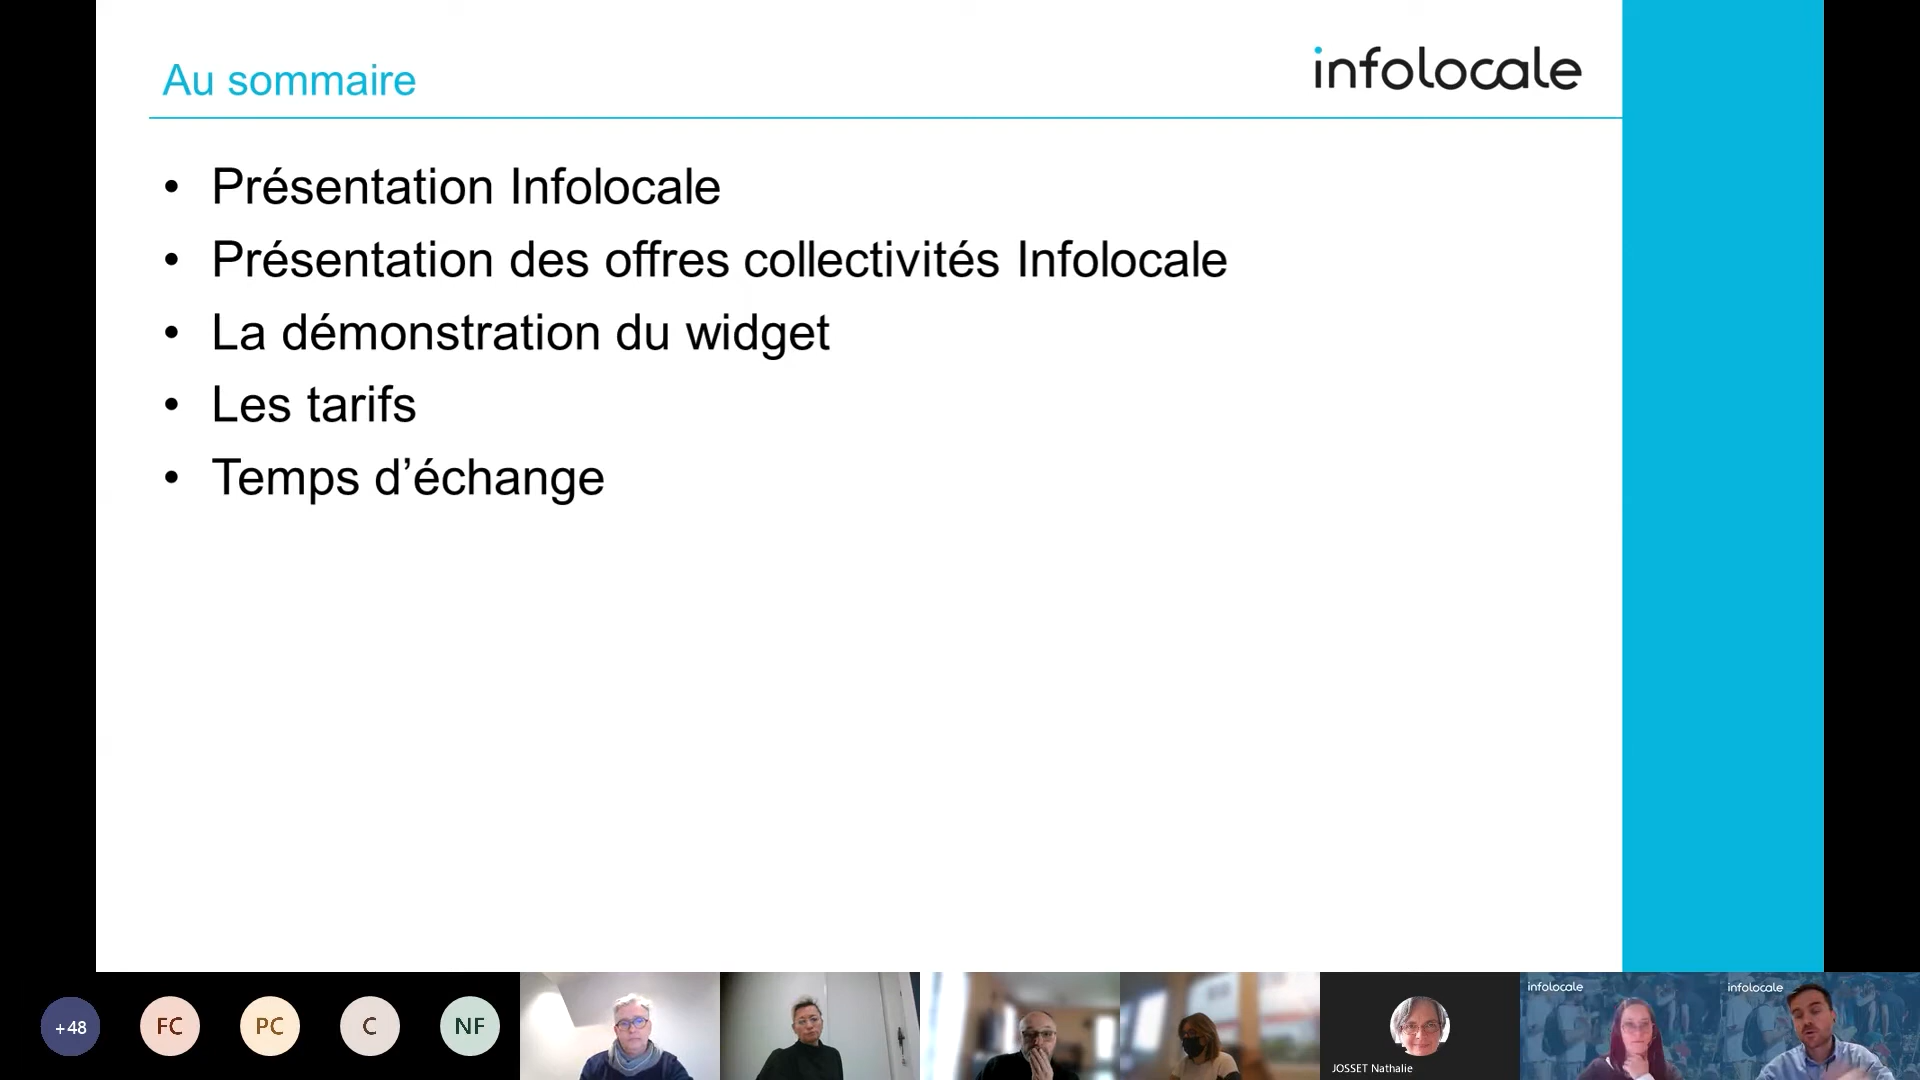 Au sommaire
infolocale
• Présentation Infolocale
• Présentation des offres collectivités Infolocale
• La démonstration du widget
• Les tarifs
• Temps d’échange
+48
FC
PC
C
NF
JOSSET Nathalie
infolocale
infolocale